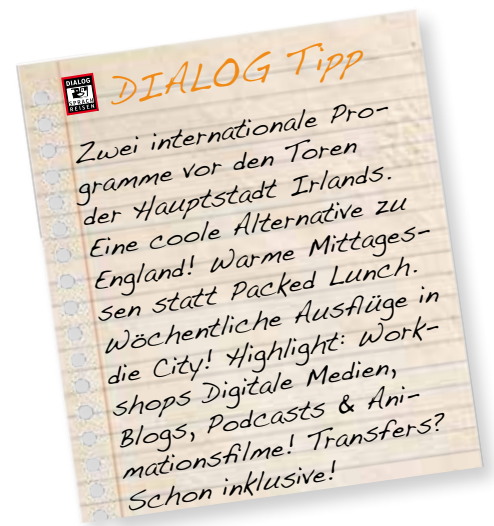 DIALOG
SPRACH
REISEN
DIALOG Tipp
Zwei internationale Pro-
gramme vor den Toren
der Hauptstadt Irlands.
Eine coole Alternative zu
England! Warme Mittages-
sen statt Packed Lunch.
Wöchentliche Ausflüge in
die City! Highlight: Work-
shops Digitale Medien,
Blogs, Podcasts & Ani-
mationsfilme! Transfers?
Schon inklusive!